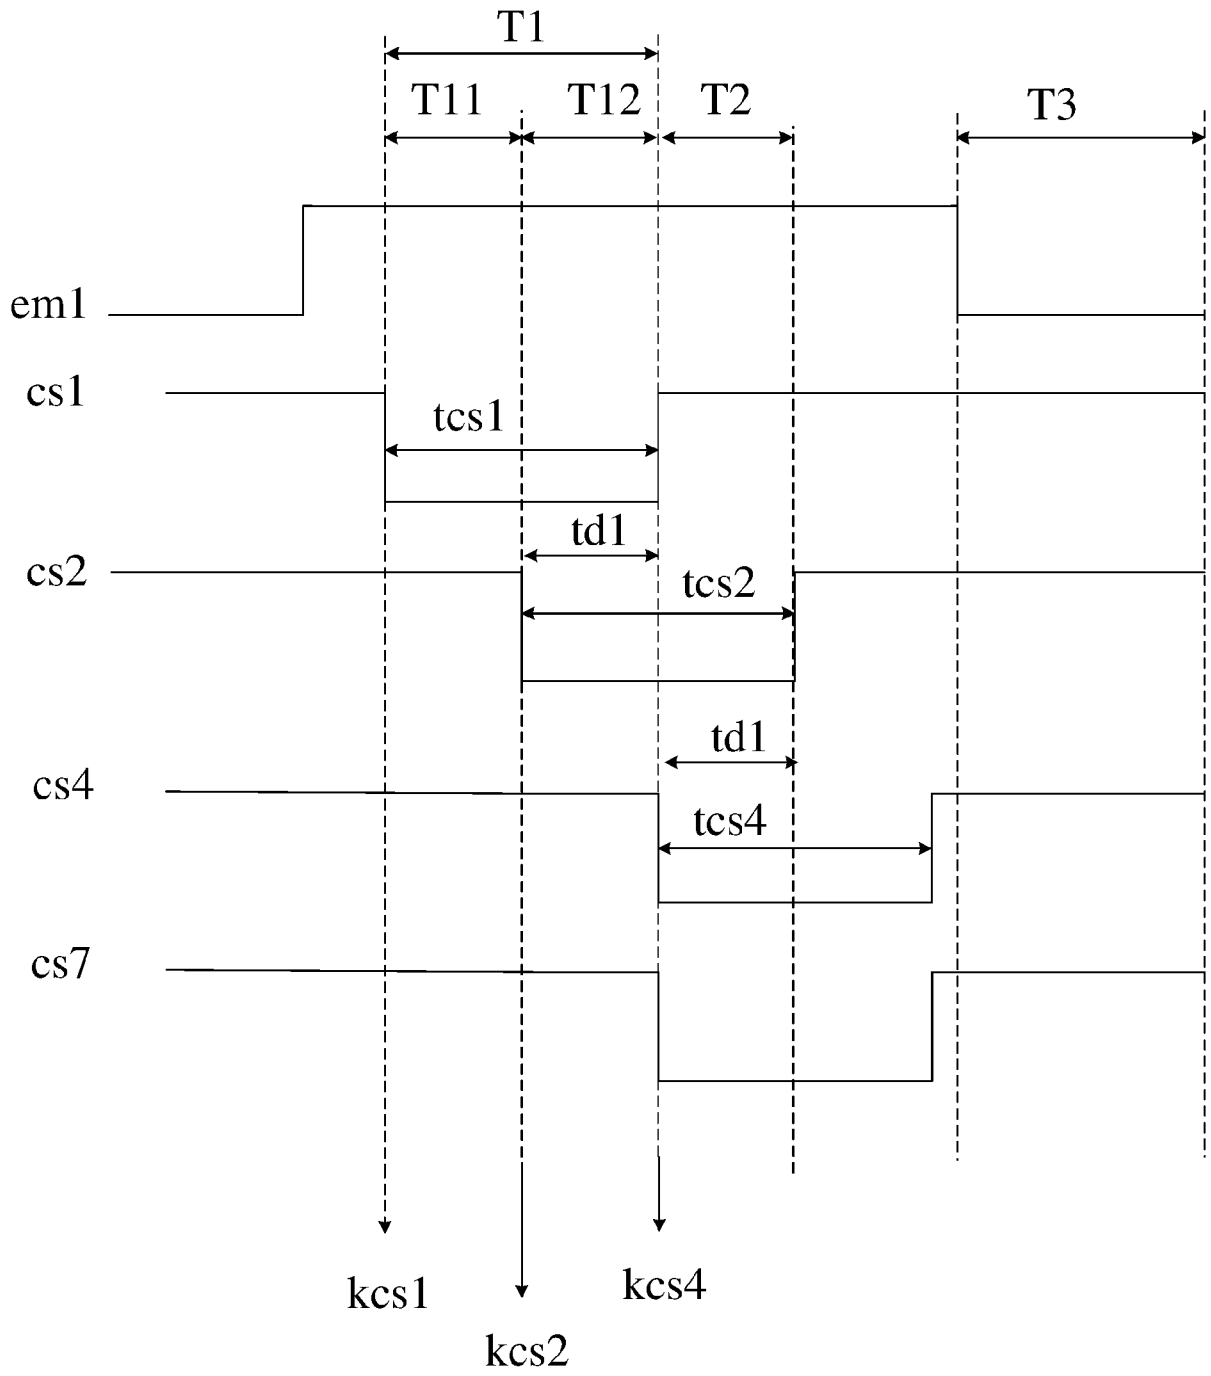 T1
T11 T12 T2 T3
em1
cs1
tcs1
td1
cs2
tcs2
td1
cs4
tcs4
cs7
kcs1
kcs4
kcs2